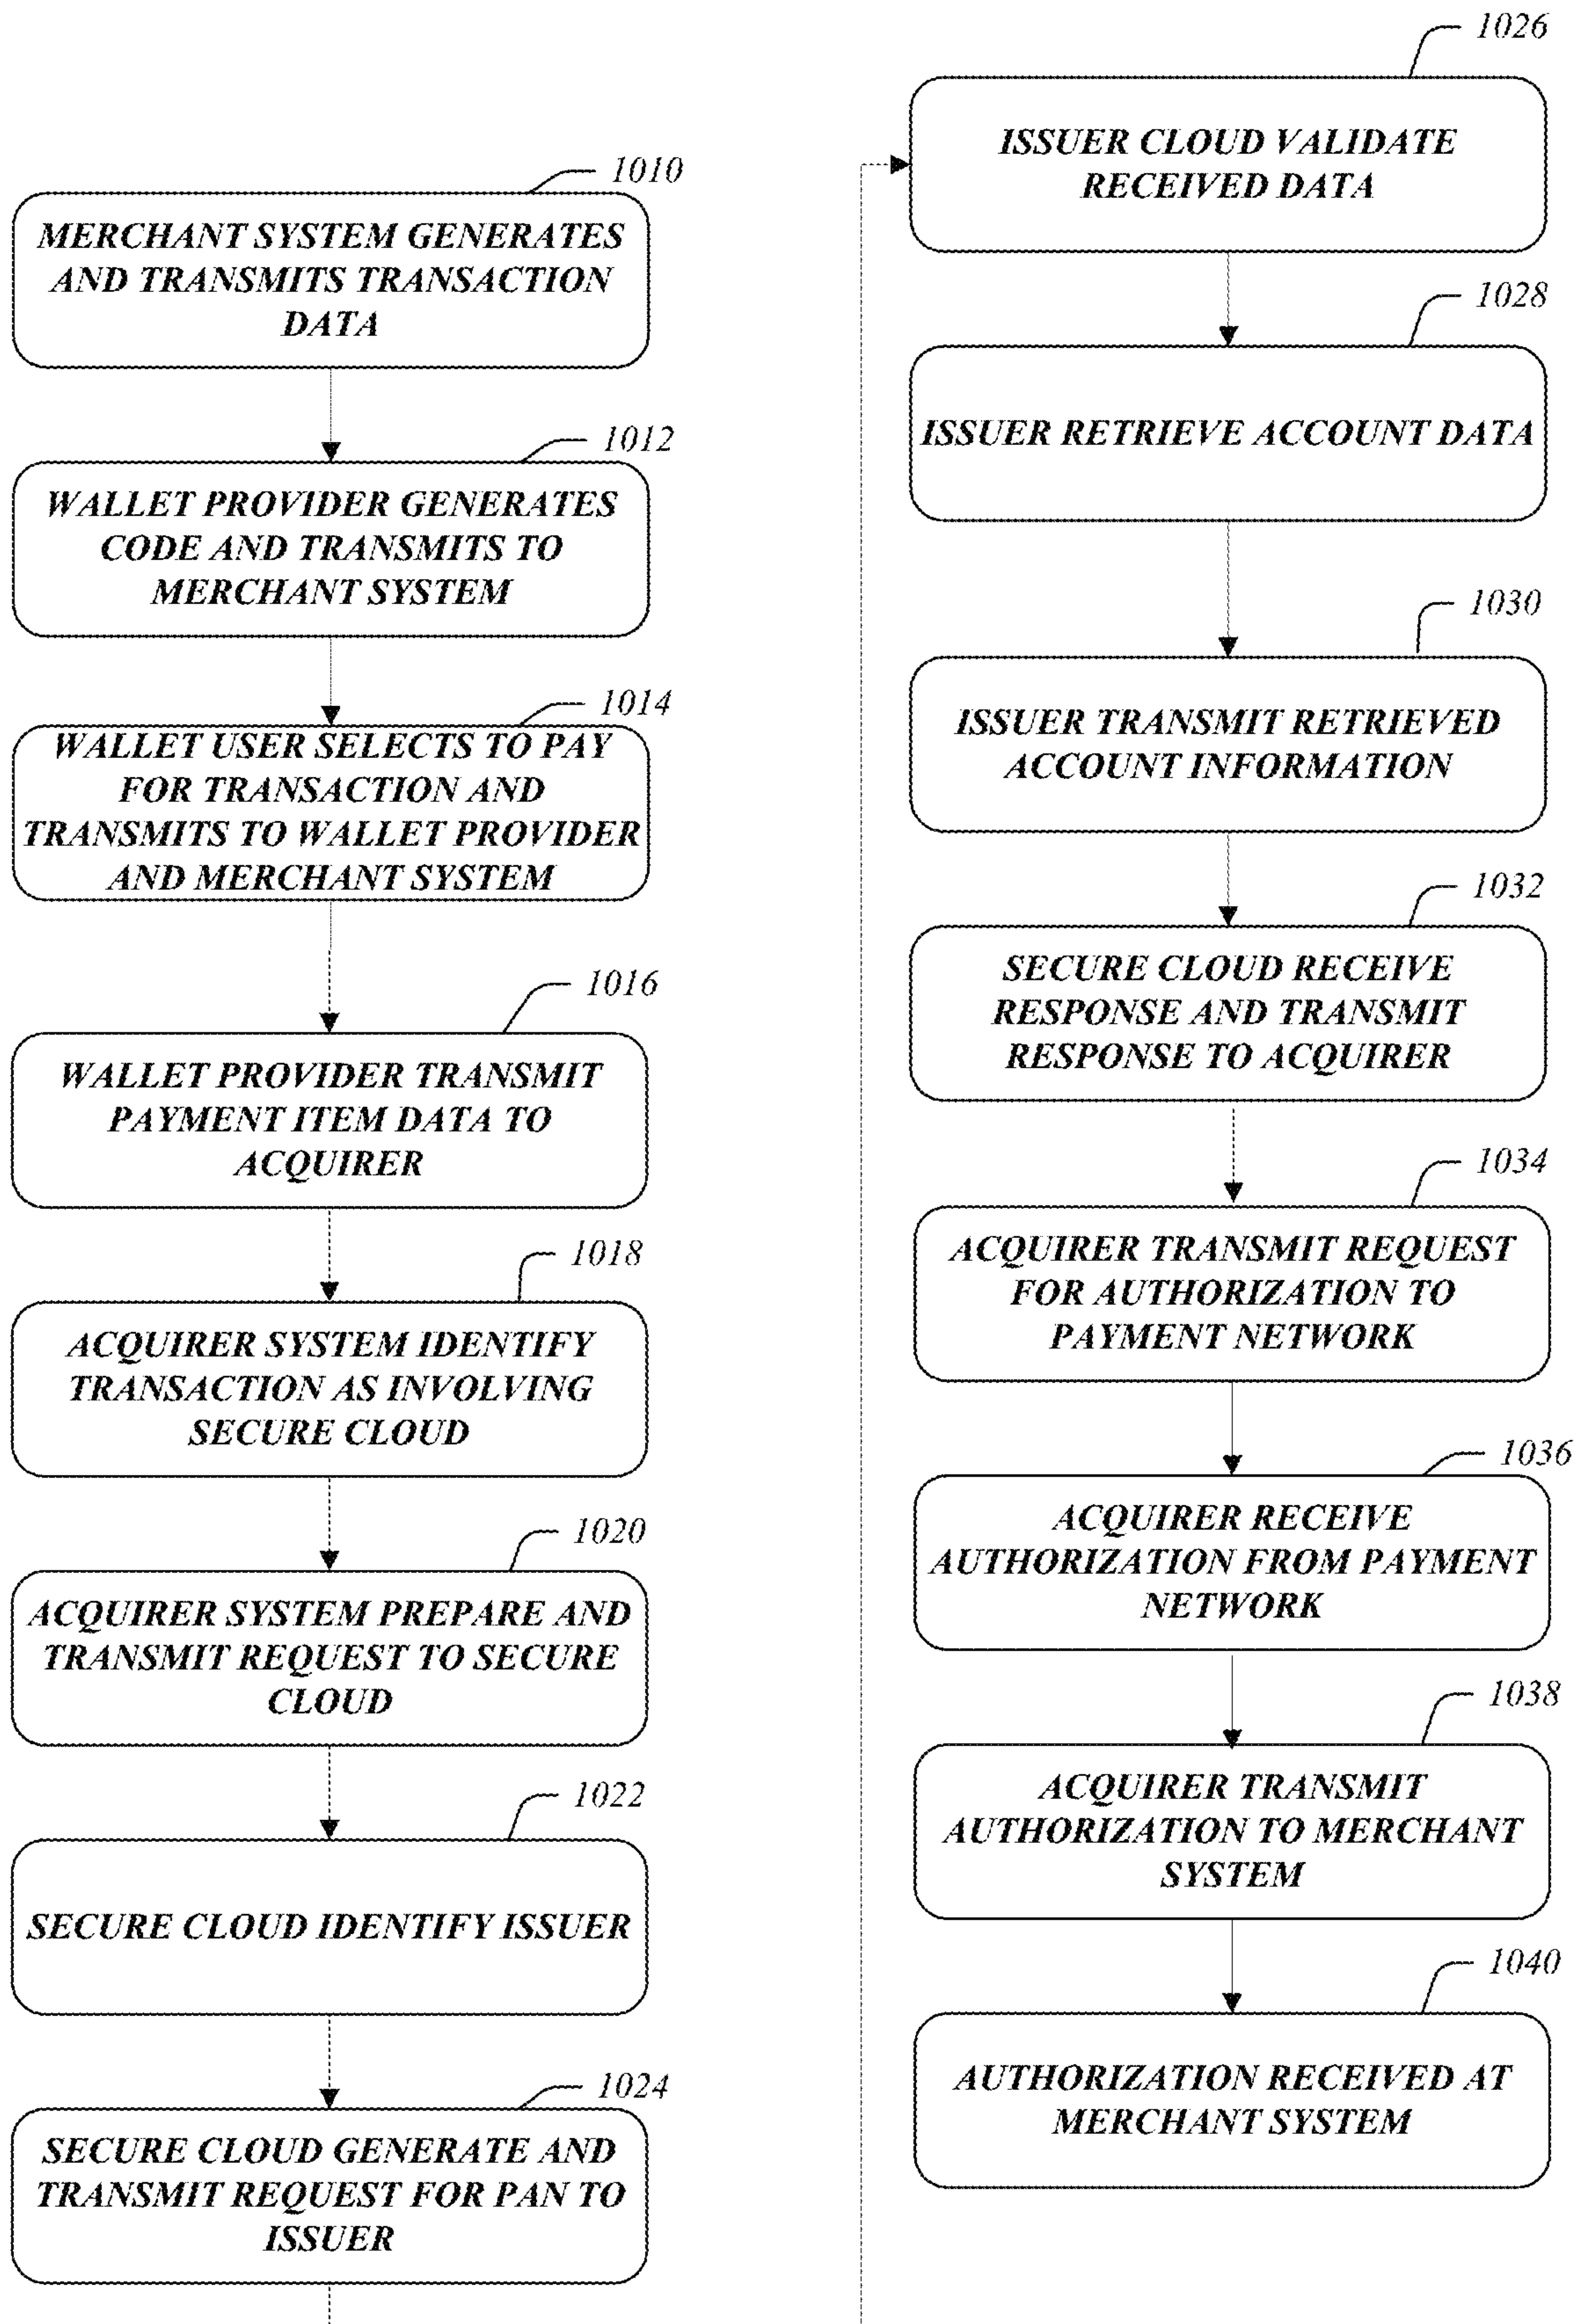 1010
MERCHANT SYSTEM GENERATES
AND TRANSMITS TRANSACTION
DATA
1012
WALLET PROVIDER GENERATES
CODE AND TRANSMITS TO
MERCHANT SYSTEM
1014
WALLET USER SELECTS TO PAY
FOR TRANSACTION AND
TRANSMITS TO WALLET PROVIDER
AND MERCHANT SYSTEM
1016
WALLET PROVIDER TRANSMIT
PAYMENT ITEM DATA TO
ACQUIRER
1018
ACQUIRER SYSTEM IDENTIFY
TRANSACTION AS INVOLVING
SECURE CLOUD
1020
ACQUIRER SYSTEM PREPARE AND
TRANSMIT REQUEST TO SECURE
CLOUD
1022
SECURE CLOUD IDENTIFY ISSUER
1024
SECURE CLOUD GENERATE AND
TRANSMIT REQUEST FOR PAN TO
ISSUER
1026
ISSUER CLOUD VALIDATE
RECEIVED DATA
1028
ISSUER RETRIEVE ACCOUNT DATA
1030
ISSUER TRANSMIT RETRIEVED
ACCOUNT INFORMATION
1032
SECURE CLOUD RECEIVE
RESPONSE AND TRANSMIT
RESPONSE TO ACQUIRER
1034
ACQUIRER TRANSMIT REQUEST
FOR AUTHORIZATION TO
PAYMENT NETWORK
1036
ACQUIRER RECEIVE
AUTHORIZATION FROM PAYMENT
NETWORK
1038
ACQUIRER TRANSMIT
AUTHORIZATION TO MERCHANT
SYSTEM
1040
AUTHORIZATION RECEIVED AT
MERCHANT SYSTEM